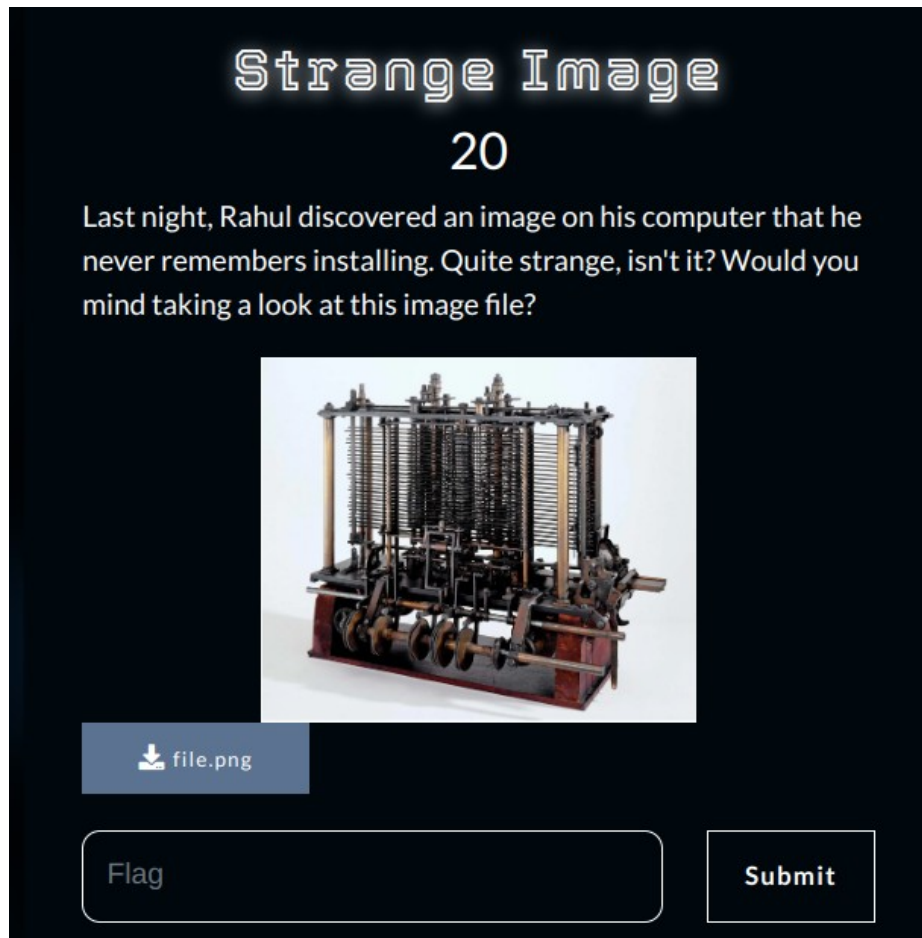 Strange Image
20
Last night, Rahul discovered an image on his computer that he
never remembers installing. Quite strange, isn't it? Would you
mind taking a look at this image file?
file.png
Flag
Submit